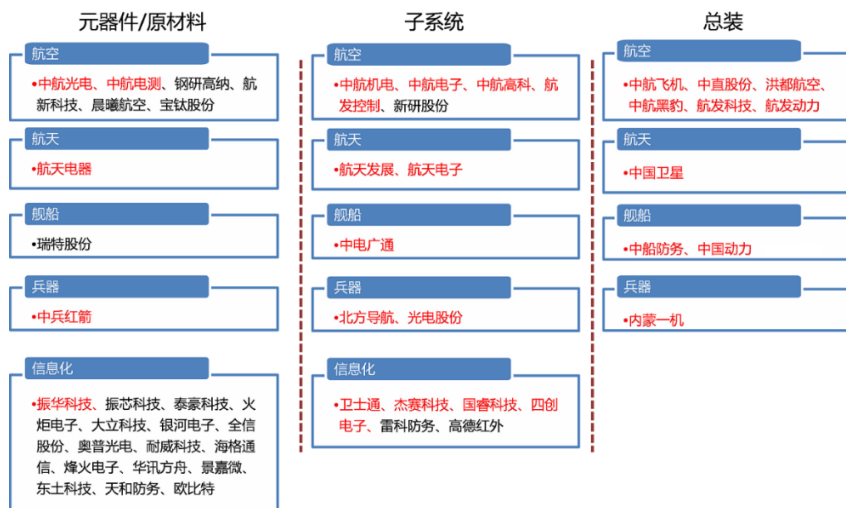 元器件/原材料
航空
•中航光电、中航电测、钢研高纳、航
新科技、晨曦航空、宝钛股份
航天
•航天电器
舰船
•瑞特股份
兵器
•中兵红箭
信息化
•振华科技、振芯科技、泰豪科技、火
炬电子、大立科技、银河电子、全信
股份、奥普光电、耐威科技、海格通
信、烽火电子、华讯方舟、景嘉微、
东土科技、天和防务、欧比特
子系统
航空
•中航机电、中航电子、中航高科、航
发控制、新研股份
航天
•航天发展、航天电子
舰船
•中电广通
兵器
•北方导航、光电股份
信息化
•卫士通、杰赛科技、国睿科技、四创
电子、雷科防务、高德红外
总装
航空
•中航飞机、中直股份、洪都航空、
中航黑豹、航发科技、航发动力
航天
•中国卫星
舰船
•中船防务、中国动力
兵器
•内蒙一机